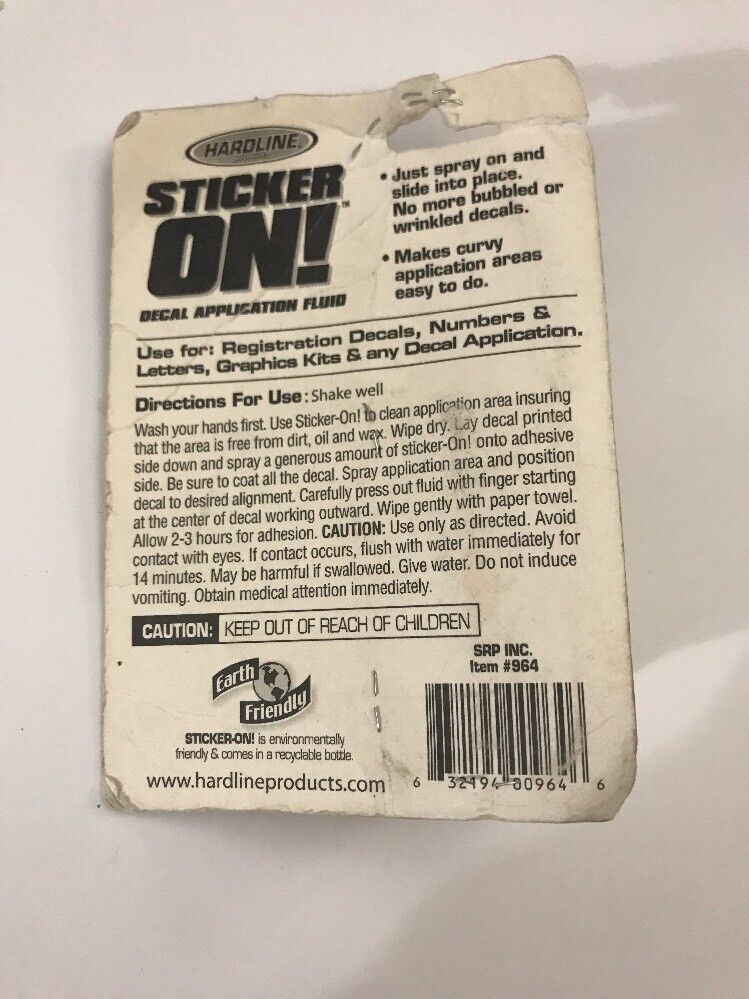 HARDLINE
STICKER
ON!™
DECAL APPLICATION FLUID
• Just spray on and
slide into place.
No more bubbled or
wrinkled decals.
• Makes curvy
application areas
easy to do.
Use for: Registration Decals, Numbers &
Letters, Graphics Kits & any Decal Application.
Directions For Use: Shake well
Wash your hands first. Use Sticker-On! to clean application area insuring
that the area is free from dirt, oil and wax. Wipe dry. Lay decal printed
side down and spray a generous amount of sticker-On! onto adhesive
side. Be sure to coat all the decal. Spray application area and position
decal to desired alignment. Carefully press out fluid with finger starting
at the center of decal working outward. Wipe gently with paper towel.
Allow 2-3 hours for adhesion. CAUTION: Use only as directed. Avoid
contact with eyes. If contact occurs, flush with water immediately for
14 minutes. May be harmful if swallowed. Give water. Do not induce
vomiting. Obtain medical attention immediately.
CAUTION: KEEP OUT OF REACH OF CHILDREN
SRP INC.
Item #964
Earth
Friendly
STICKER-ON! is environmentally
friendly & comes in a recyclable bottle.
www.hardlineproducts.com
6 32494 00964 6